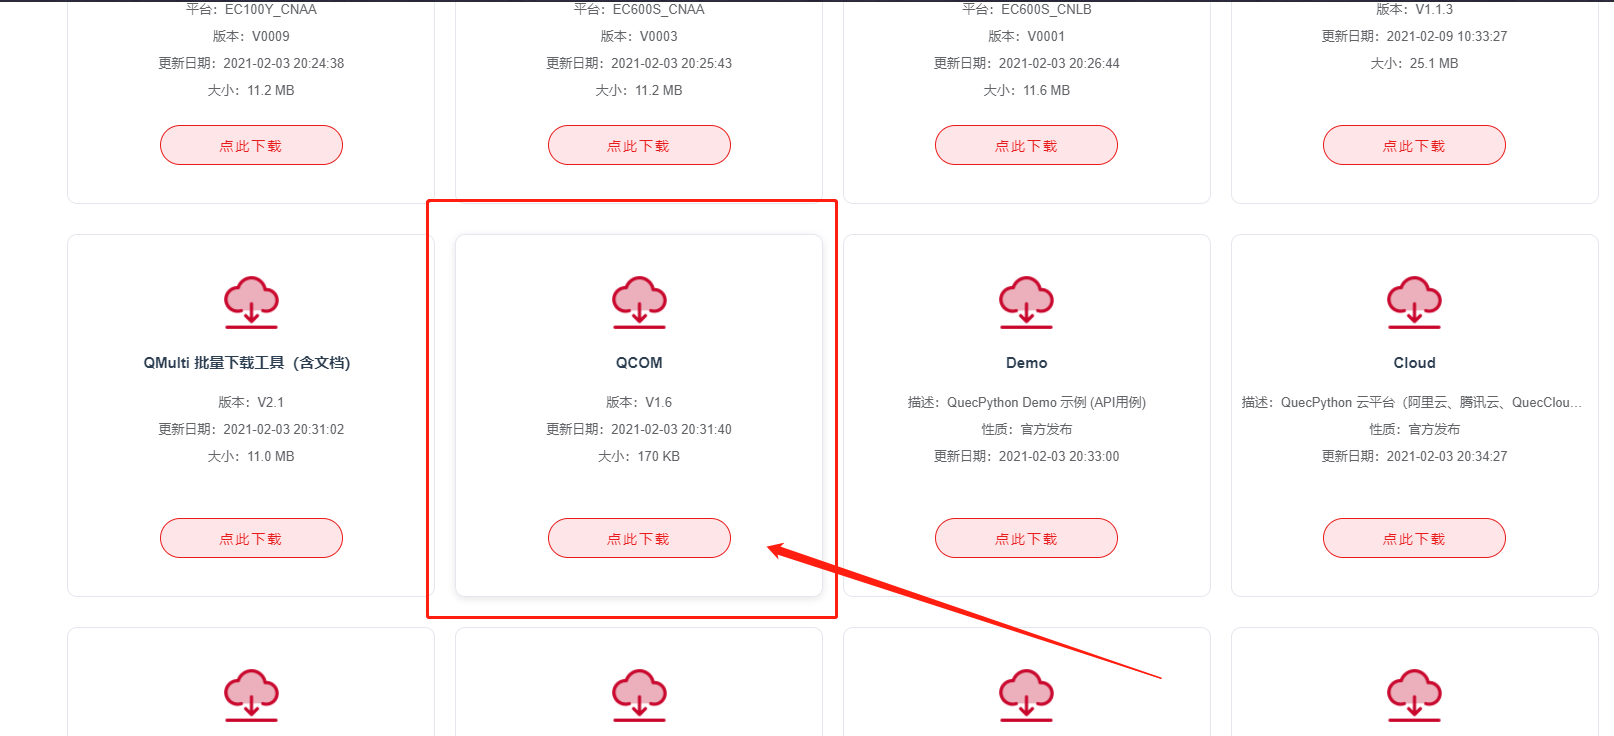 平台：EC100Y_CNAA
版本：V0009
更新日期：2021-02-03 20:24:38
大小：11.2 MB
点此下载
平台：EC600S_CNAA
版本：V0003
更新日期：2021-02-03 20:25:43
大小：11.2 MB
点此下载
平台：EC600S_CNLB
版本：V0001
更新日期：2021-02-03 20:26:44
大小：11.6 MB
点此下载
版本：V1.1.3
更新日期：2021-02-09 10:33:27
大小：25.1 MB
点此下载
QMulti 批量下载工具（含文档）
版本：V2.1
更新日期：2021-02-03 20:31:02
大小：11.0 MB
点此下载
QCOM
版本：V1.6
更新日期：2021-02-03 20:31:40
大小：170 KB
点此下载
Demo
描述：QuecPython Demo 示例 (API用例)
性质：官方发布
更新日期：2021-02-03 20:33:00
点此下载
Cloud
描述：QuecPython 云平台（阿里云、腾讯云、QuecClou...
性质：官方发布
更新日期：2021-02-03 20:34:27
点此下载